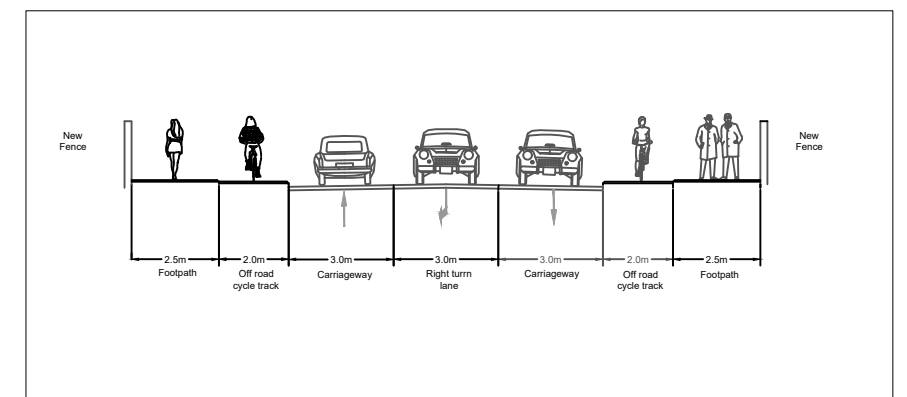 New
Fence
New
Fence
2.5m
2.0m
3.0m
3.0m
3.0m
2.0m
2.5m
Footpath
Off road
cycle track
Carriageway
Right turrn
lane
Carriageway
Off road
cycle track
Footpath